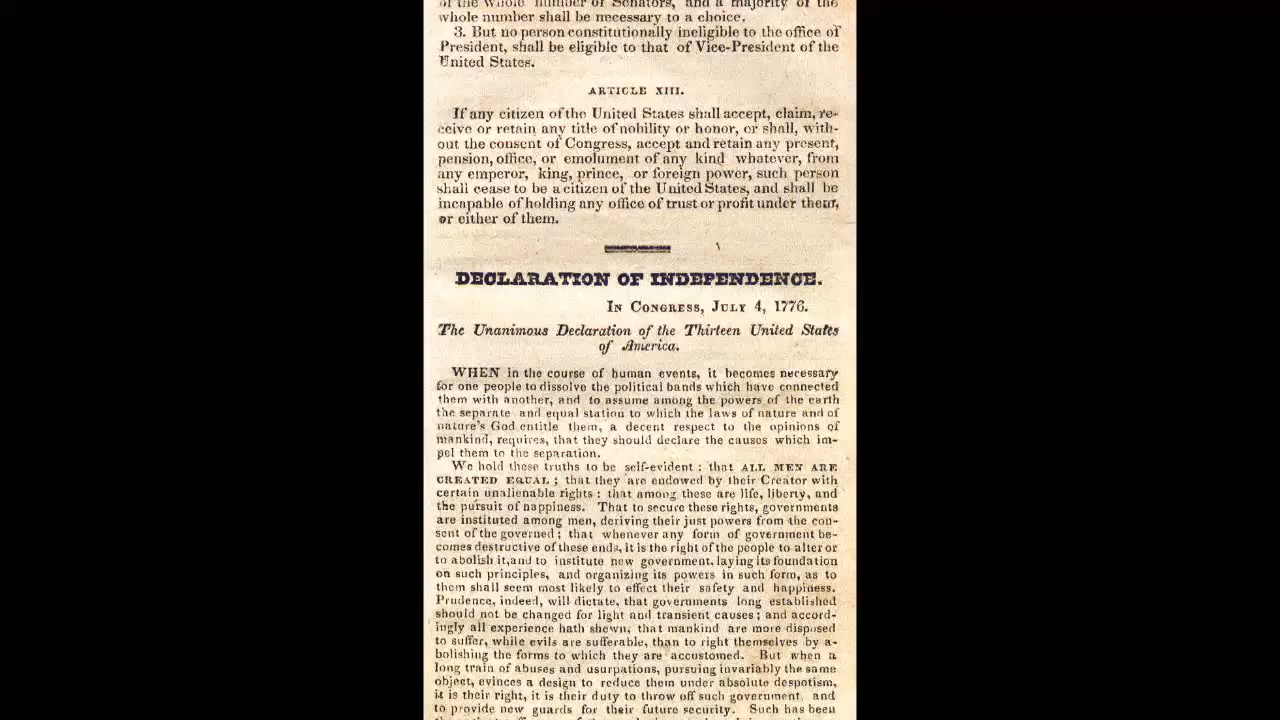 of the whole number of Senators, and a majority of the
whole number shall be necessary to a choice.
3. But no person constitutionally ineligible to the office of
President, shall be eligible to that of Vice-President of the
United States.
ARTICLE XIII.
If any citizen of the United States shall accept, claim, re-
ceive or retain any title of nobility or honor, or shall, with-
out the consent of Congress, accept and retain any present,
pension, office, or emolument of any kind whatever, from
any emperor, king, prince, or foreign power, such person
shall cease to be a citizen of the United States, and shall be
incapable of holding any office of trust or profit under them,
or either of them.
DECLARATION OF INDEPENDENCE.
IN CONGRESS, JULY 4, 1776.
The Unanimous Declaration of the Thirteen United States
of America.
WHEN in the course of human events, it becomes necessary
for one people to dissolve the political bands which have connected
them with another, and to assume among the powers of the earth
the separate and equal station to which the laws of nature and of
nature's God entitle them, a decent respect to the opinions of
mankind, requires, that they should declare the causes which im-
pel them to the separation.
We hold these truths to be self-evident; that ALL MEN ARE
CREATED EQUAL; that they are endowed by their Creator with
certain unalienable rights: that among these are life, liberty, and
the pursuit of happiness. That to secure these rights, governments
are instituted among men, deriving their just powers from the con-
sent of the governed; that whenever any form of government be-
comes destructive of these ends, it is the right of the people to alter or
to abolish it, and to institute new government, laying its foundation
on such principles, and organizing its powers in such form, as to
them shall seem most likely to effect their safety and happiness.
Prudence, indeed, will dictate, that governments long established
should not be changed for light and transient causes; and accord-
ingly all experience hath shewn, that mankind are more disposed
to suffer, while evils are sufferable, than to right themselves by a-
bolishing the forms to which they are accustomed. But when a
long train of abuses and usurpations, pursuing invariably the same
object, evinces a design to reduce them under absolute despotism,
it is their right, it is their duty to throw off such government, and
to provide new guards for their future security. Such has been